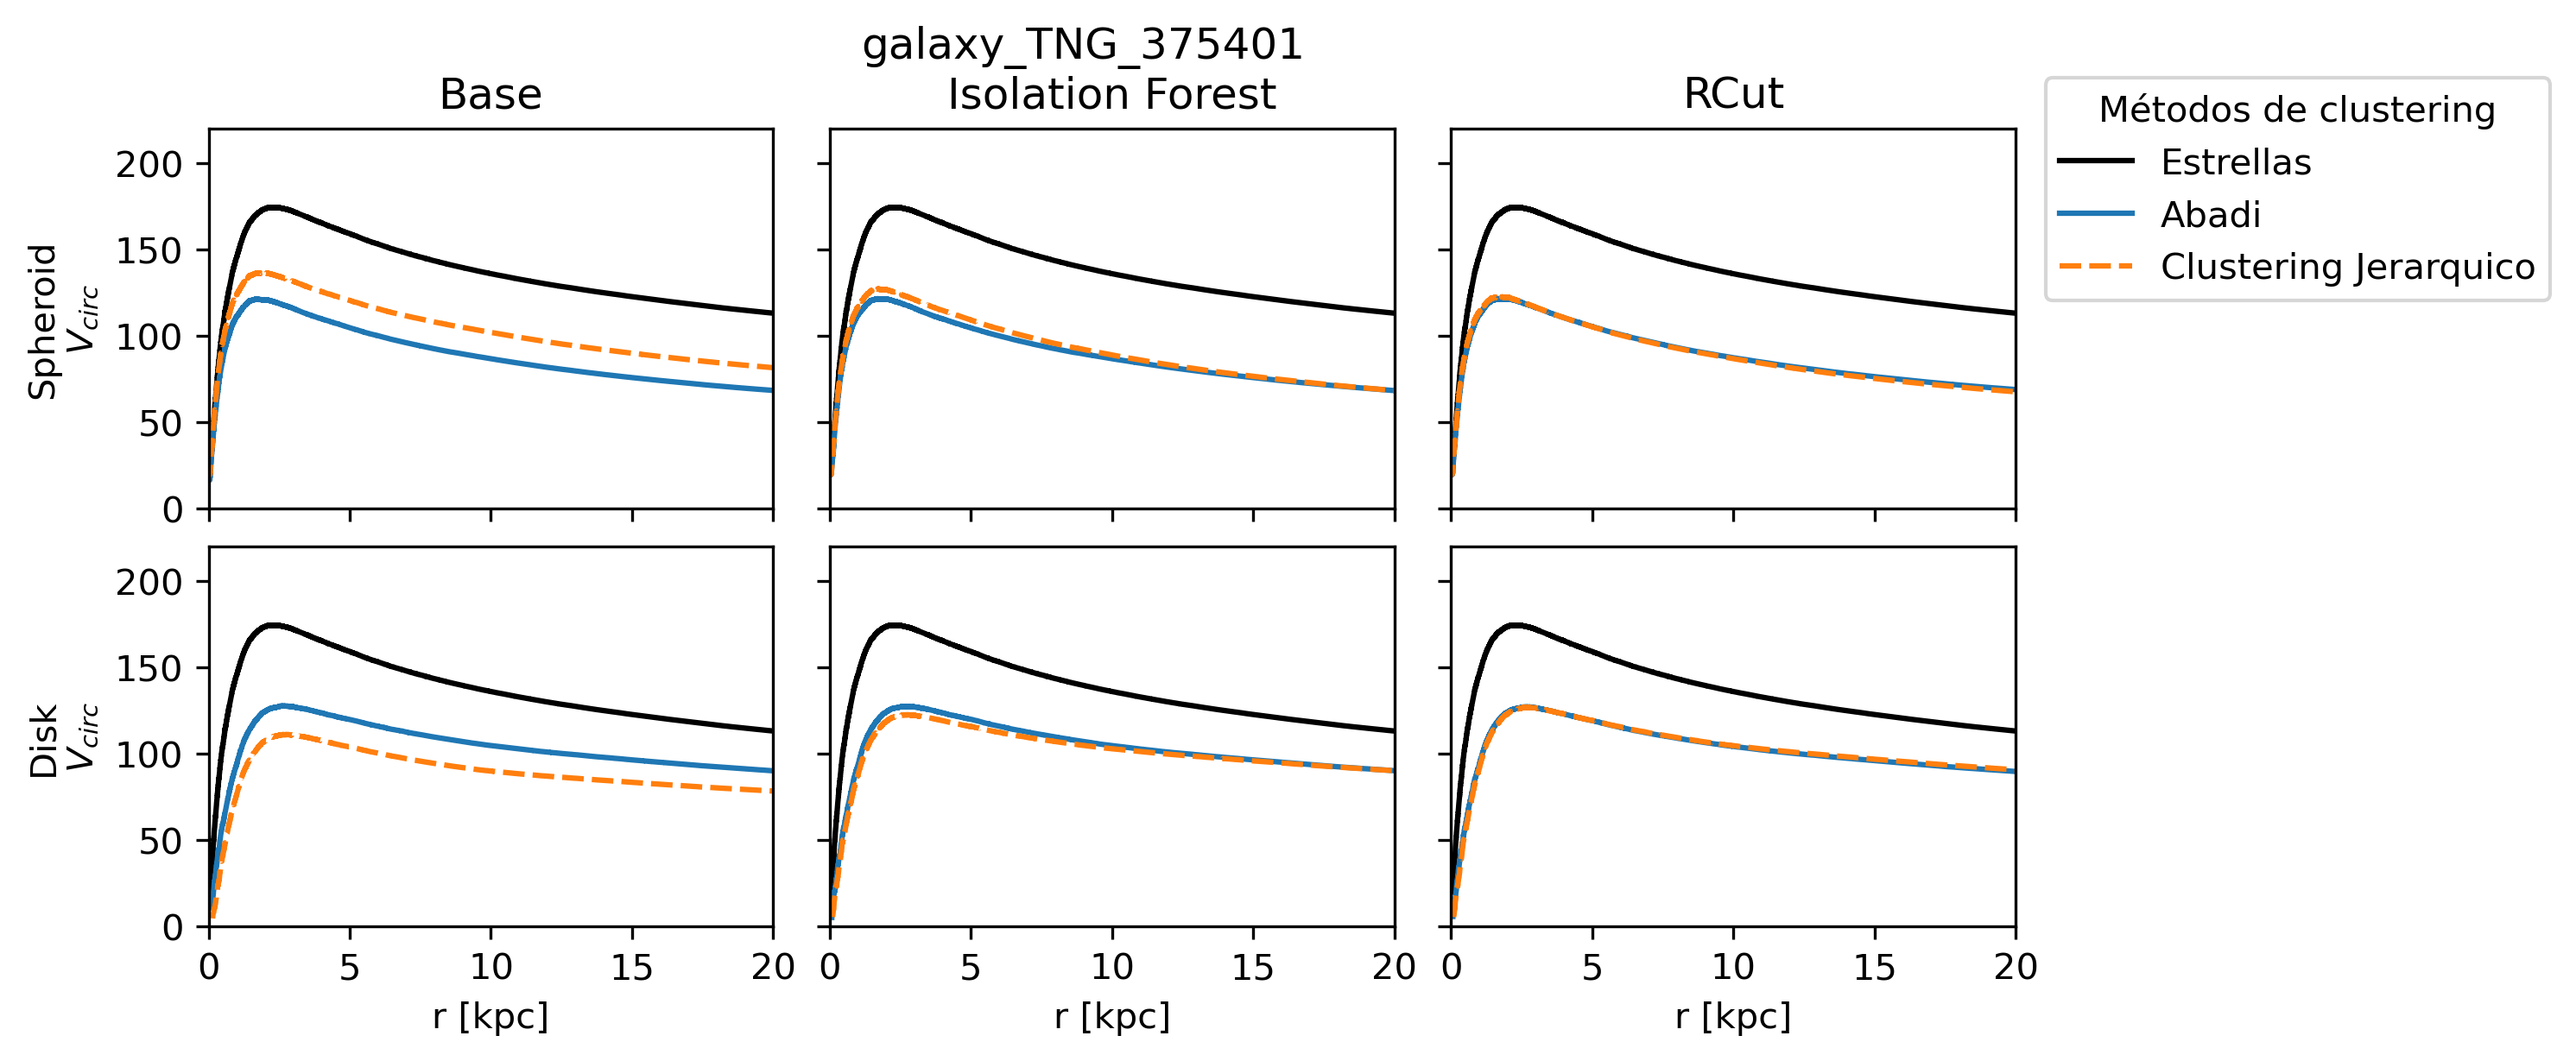 galaxy_TNG_375401
Base
Isolation Forest
RCut
Métodos de clustering
Estrellas
Abadi
Clustering Jerarquico
Spheroid
V_circ
200
150
100
50
0
Disk
V_circ
200
150
100
50
0
0 5 10 15 20
0 5 10 15 20
0 5 10 15 20
r [kpc]
r [kpc]
r [kpc]